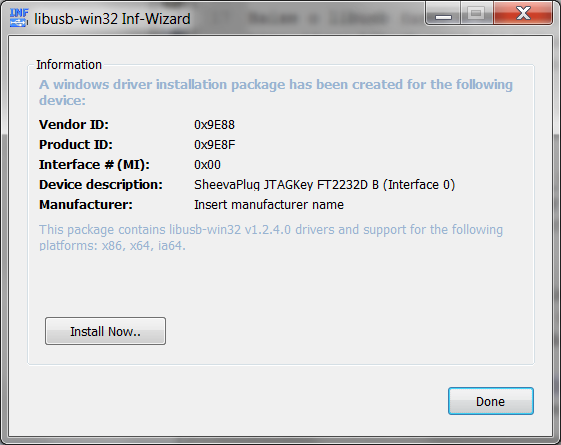 INF
libusb-win32 Inf-Wizard
Information
A windows driver installation package has been created for the following
device:
Vendor ID: 0x9E88
Product ID: 0x9E8F
Interface # (MI): 0x00
Device description: SheevaPlug JTAGKey FT2232D B (Interface 0)
Manufacturer: Insert manufacturer name
This package contains libusb-win32 v1.2.4.0 drivers and support for the following
platforms: x86, x64, ia64.
Install Now..
Done